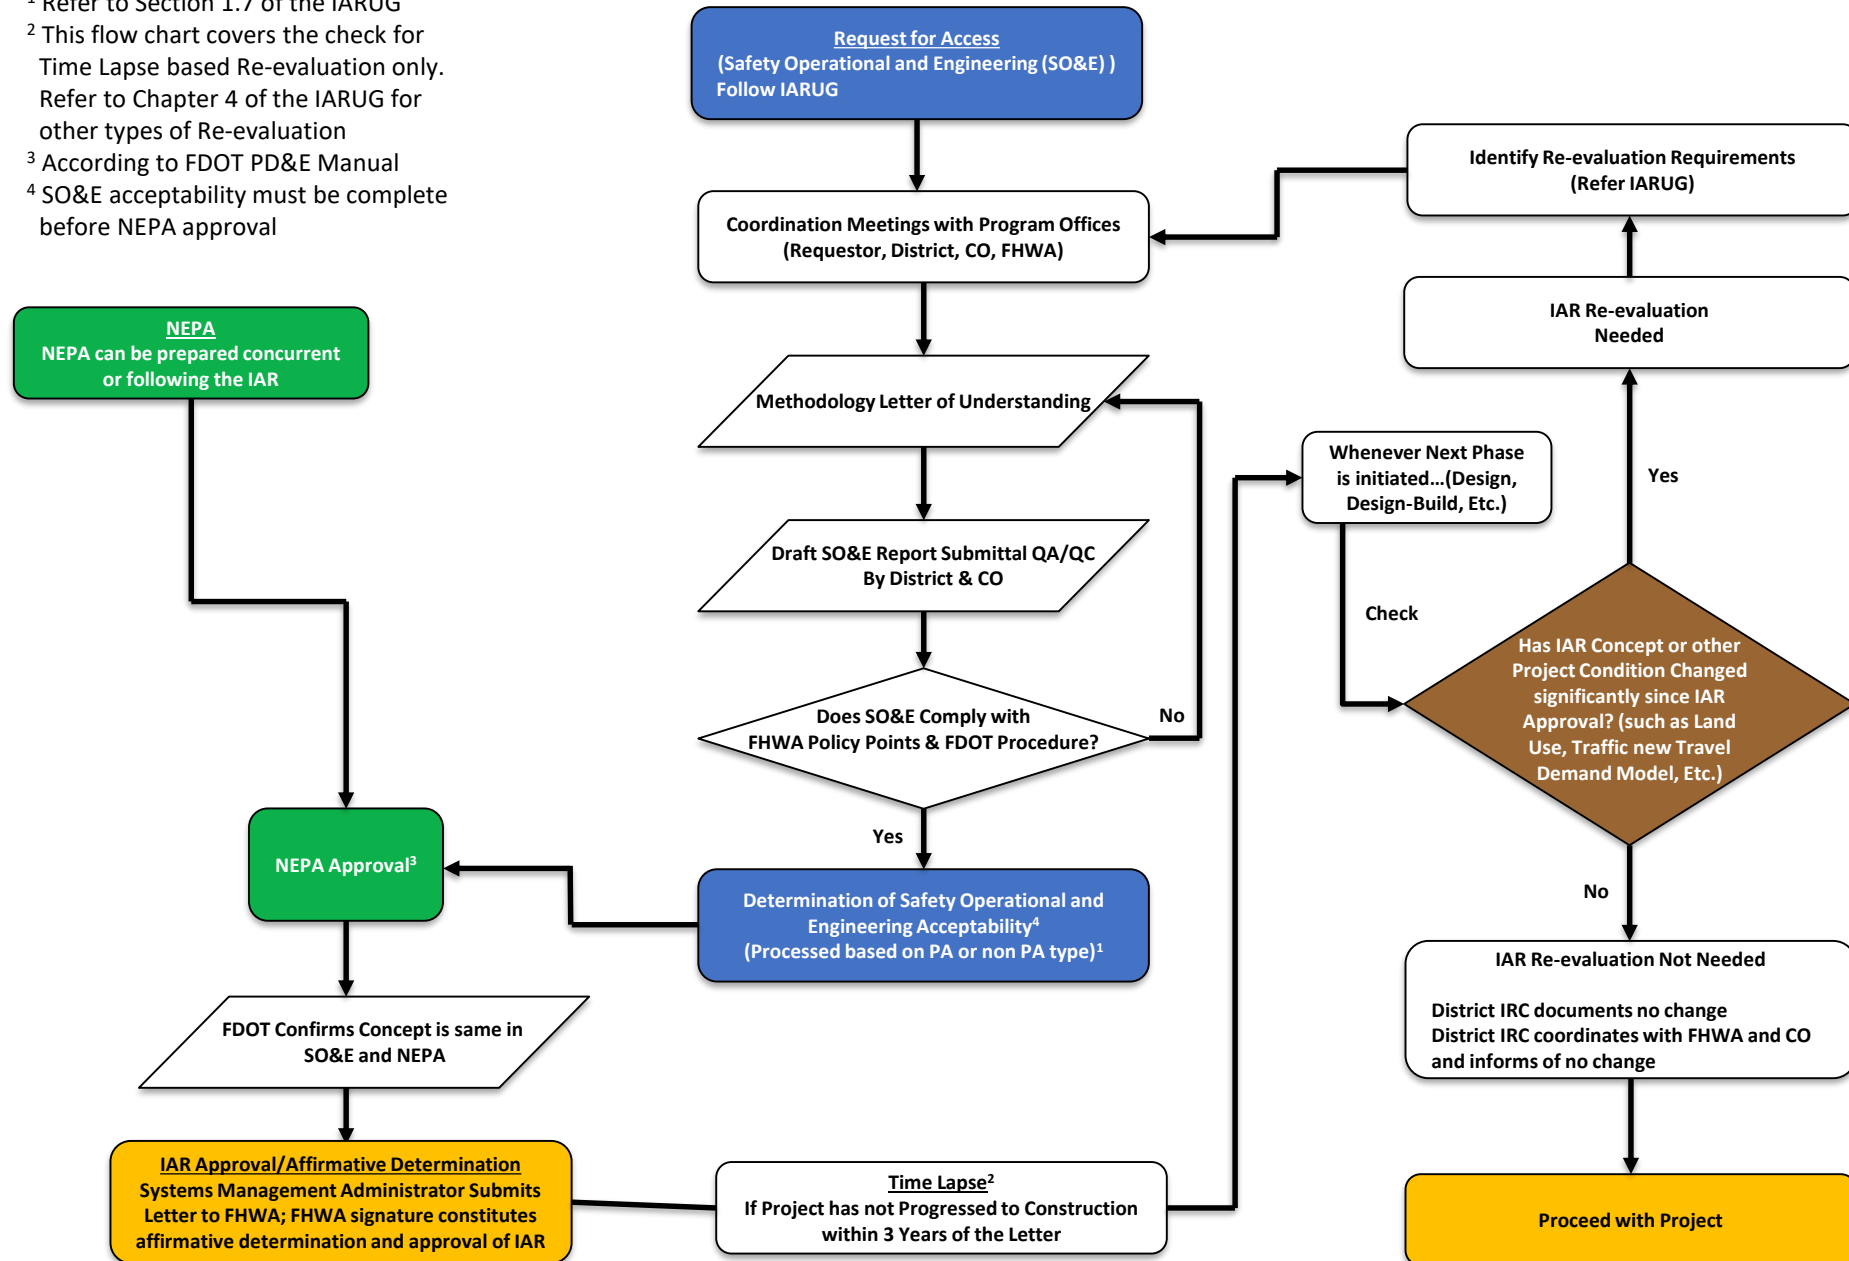 ¹ Refer to Section 1.7 of the IARUG
² This flow chart covers the check for
Time Lapse based Re-evaluation only.
Refer to Chapter 4 of the IARUG for
other types of Re-evaluation
³ According to FDOT PD&E Manual
⁴ SO&E acceptability must be complete
before NEPA approval
Request for Access
(Safety Operational and Engineering (SO&E) )
Follow IARUG
Coordination Meetings with Program Offices
(Requestor, District, CO, FHWA)
Identify Re-evaluation Requirements
(Refer IARUG)
IAR Re-evaluation
Needed
NEPA
NEPA can be prepared concurrent
or following the IAR
Methodology Letter of Understanding
Whenever Next Phase
is initiated...(Design,
Design-Build, Etc.)
Yes
Draft SO&E Report Submittal QA/QC
By District & CO
Check
Has IAR Concept or other
Project Condition Changed
significantly since IAR
Approval? (such as Land
Use, Traffic new Travel
Demand Model, Etc.)
Does SO&E Comply with
FHWA Policy Points & FDOT Procedure?
No
Yes
NEPA Approval³
Determination of Safety Operational and
Engineering Acceptability⁴
(Processed based on PA or non PA type)¹
No
IAR Re-evaluation Not Needed
District IRC documents no change
District IRC coordinates with FHWA and CO
and informs of no change
FDOT Confirms Concept is same in
SO&E and NEPA
IAR Approval/Affirmative Determination
Systems Management Administrator Submits
Letter to FHWA; FHWA signature constitutes
affirmative determination and approval of IAR
Time Lapse²
If Project has not Progressed to Construction
within 3 Years of the Letter
Proceed with Project